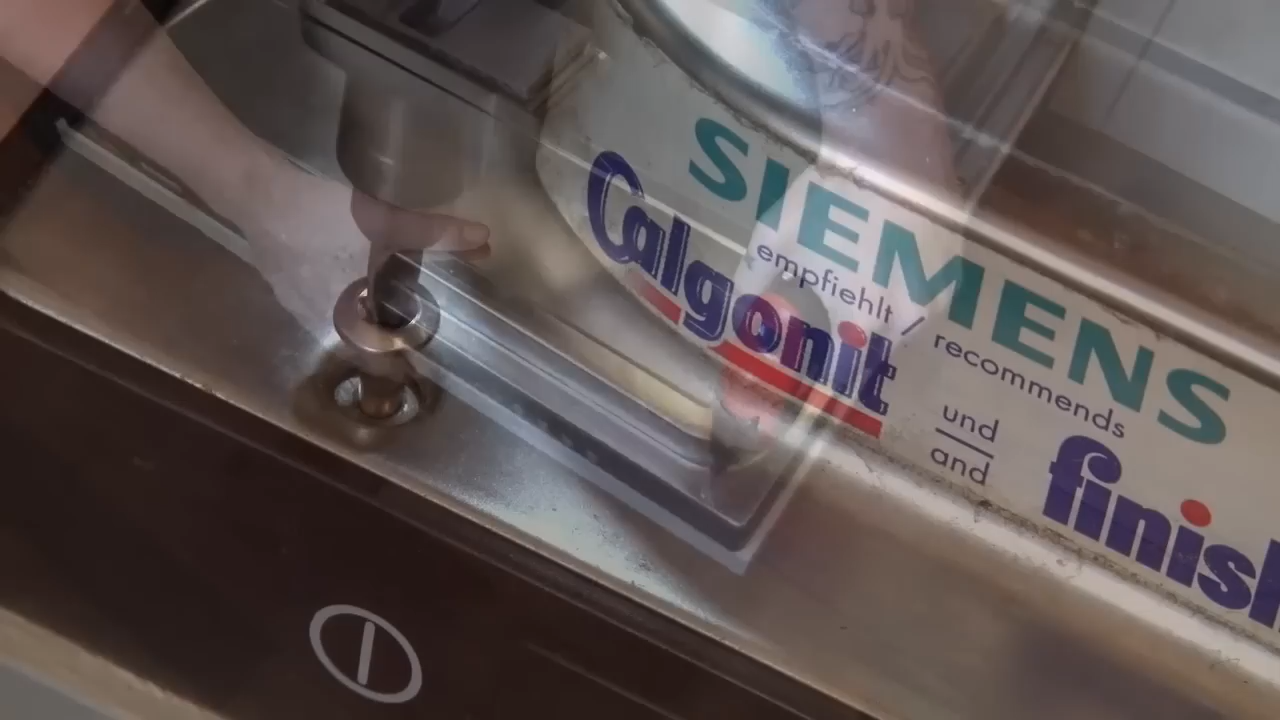 SIEMENS
empfiehlt / recommends
Calgonit
und
and
finish